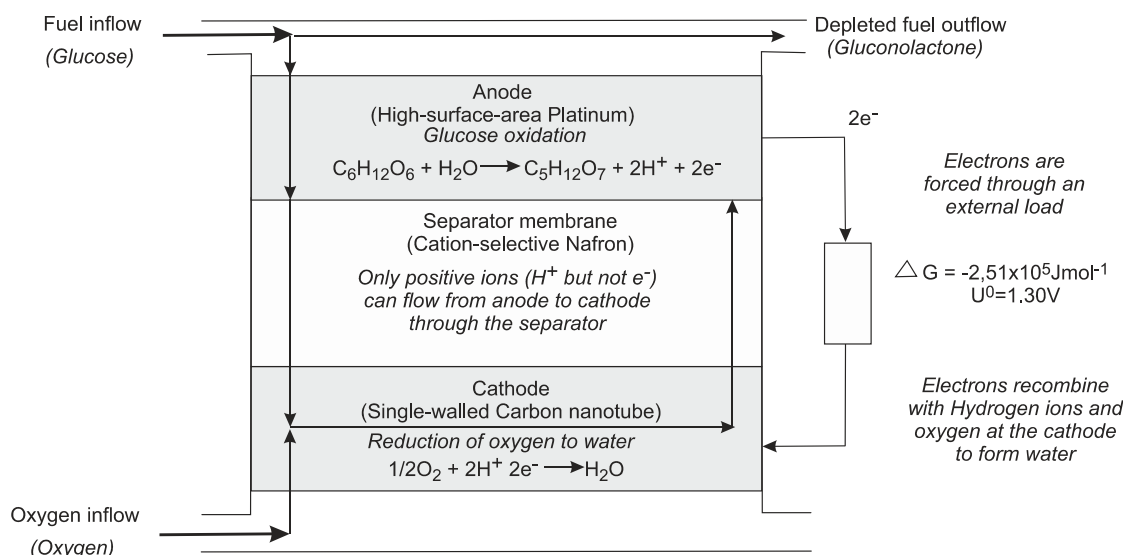 Fuel inflow
(Glucose)
Depleted fuel outflow
(Gluconolactone)
Anode
(High-surface-area Platinum)
Glucose oxidation
C6H12O6 + H2O → C5H12O7 + 2H+ + 2e-
2e-
Electrons are
forced through an
external load
Separator membrane
(Cation-selective Nafron)
Only positive ions (H+ but not e-)
can flow from anode to cathode
through the separator
△ G = -2,51x10⁵Jmol-1
U⁰=1.30V
Cathode
(Single-walled Carbon nanotube)
Reduction of oxygen to water
1/2O2 + 2H+ 2e- → H2O
Electrons recombine
with Hydrogen ions and
oxygen at the cathode
to form water
Oxygen inflow
(Oxygen)